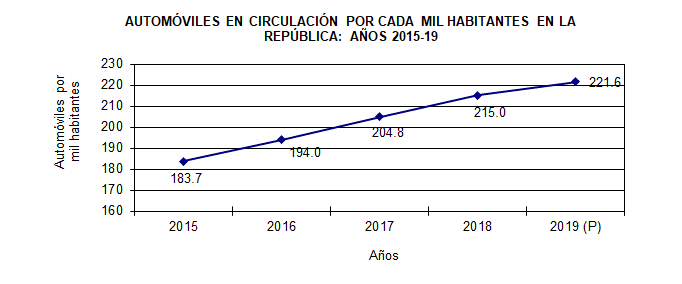 AUTOMÓVILES EN CIRCULACIÓN POR CADA MIL HABITANTES EN LA
REPÚBLICA: AÑOS 2015-19
Automóviles por
mil habitantes
230
220
210
200
190
180
170
160
183.7
194.0
204.8
215.0
221.6
2015
2016
2017
2018
2019 (P)
Años